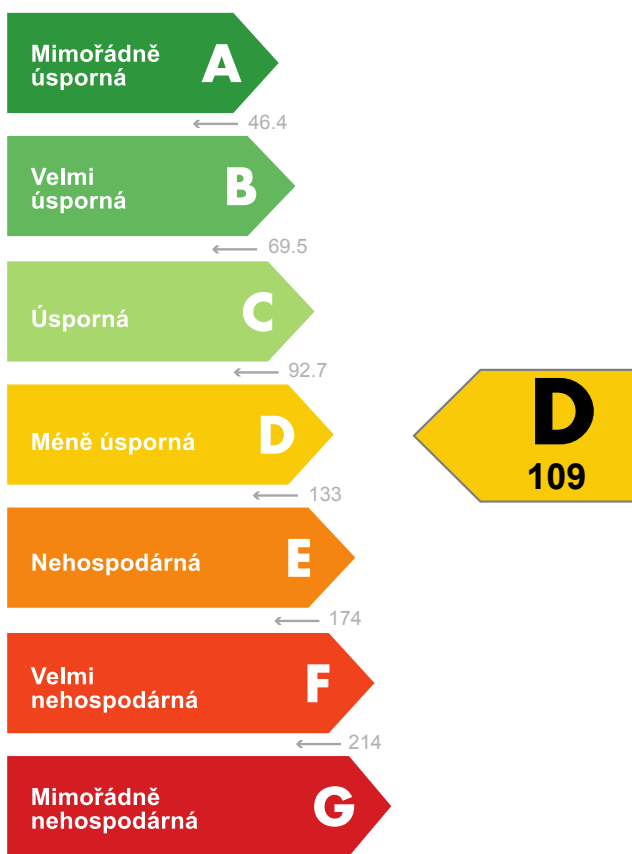 Mimořádně
úsporná
A
← 46.4
Velmi
úsporná
B
← 69.5
Úsporná
C
← 92.7
Méně úsporná
D
← 133
D
109
Nehospodárná
E
← 174
Velmi
nehospodárná
F
← 214
Mimořádně
nehospodárná
G